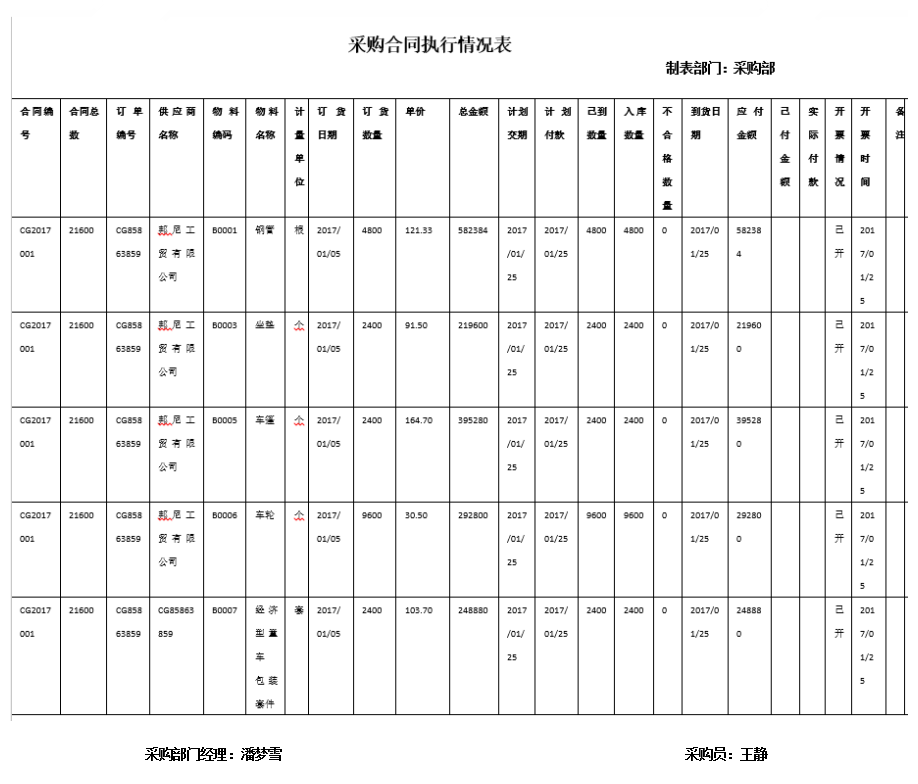 采购合同执行情况表
制表部门：采购部
合同编号 合同总数 订单编号 供应商名称 物料编码 物料名称 计量单位 订货日期 订货数量 单价 总金额 计划交期 计划付款 己到数量 入库数量 不合格数量 到货日期 应付金额 己付金额 实际付款 开票情况 开票时间 备注
CG2017001 21600 CG85863859 郭尼工贸有限公司 B0001 钢管 根 2017/01/05 4800 121.33 582384 2017/01/25 2017/01/25 4800 4800 0 2017/01/25 582384 己开 2017/01/25
CG2017001 21600 CG85863859 郭尼工贸有限公司 B0003 坐垫 个 2017/01/05 2400 91.50 219600 2017/01/25 2017/01/25 2400 2400 0 2017/01/25 219600 己开 2017/01/25
CG2017001 21600 CG85863859 郭尼工贸有限公司 B0005 车篷 个 2017/01/05 2400 164.70 395280 2017/01/25 2017/01/25 2400 2400 0 2017/01/25 395280 己开 2017/01/25
CG2017001 21600 CG85863859 郭尼工贸有限公司 B0006 车轮 个 2017/01/05 9600 30.50 292800 2017/01/25 2017/01/25 9600 9600 0 2017/01/25 292800 己开 2017/01/25
CG2017001 21600 CG85863859 CG85863859 B0007 经济型童车包装套件 套 2017/01/05 2400 103.70 248880 2017/01/25 2017/01/25 2400 2400 0 2017/01/25 248880 己开 2017/01/25
采购部门经理：潘梦雪 采购员：王静